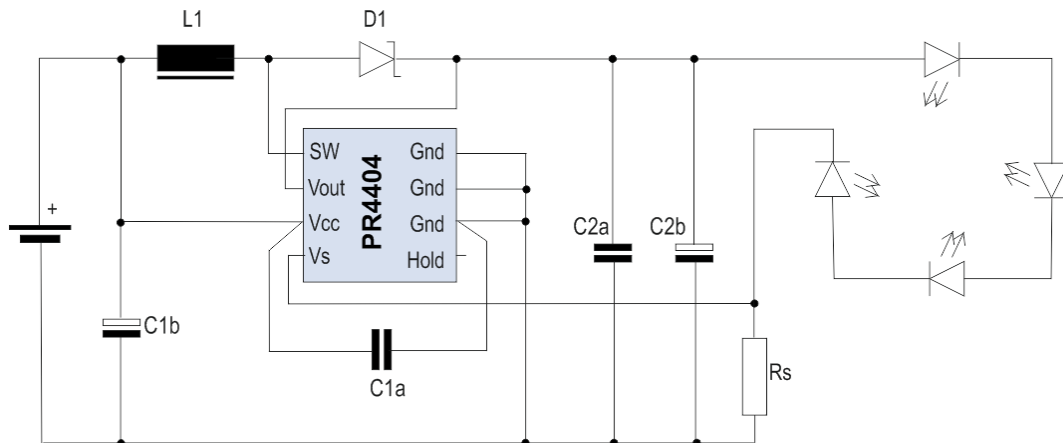 L1
D1
+
SW
Vout
Vcc
Vs
PR4404
Gnd
Gnd
Gnd
Hold
C2a
C2b
C1b
C1a
Rs